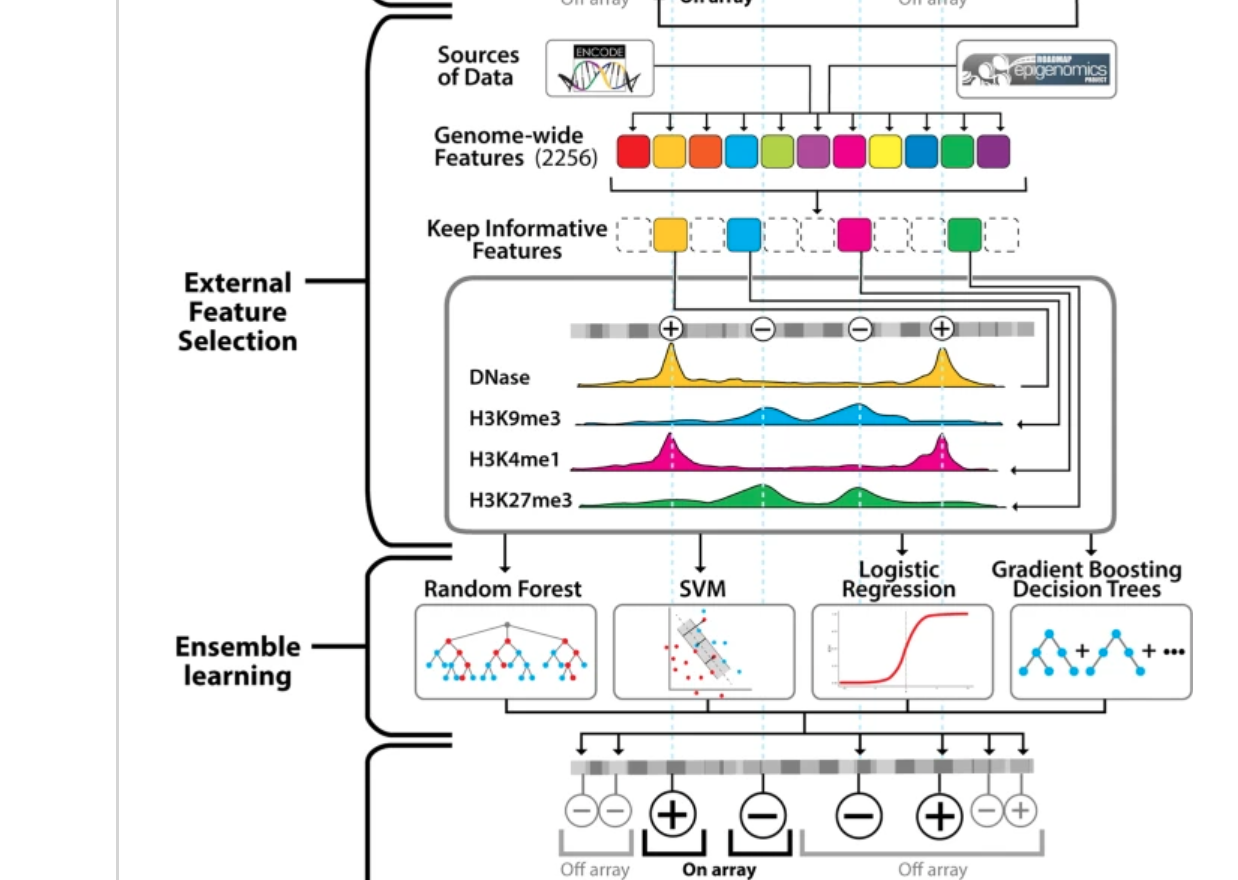 Off array
On array
Off array
Sources
of Data
ENCODE
ROADMAP
epigenomics
PROJECT
Genome-wide
Features (2256)
Keep Informative
Features
External
Feature
Selection
+
−
−
+
DNase
H3K9me3
H3K4me1
H3K27me3
Random Forest
SVM
Logistic
Regression
Gradient Boosting
Decision Trees
Ensemble
learning
+ + •••
− − + − − + − +
Off array
On array
Off array